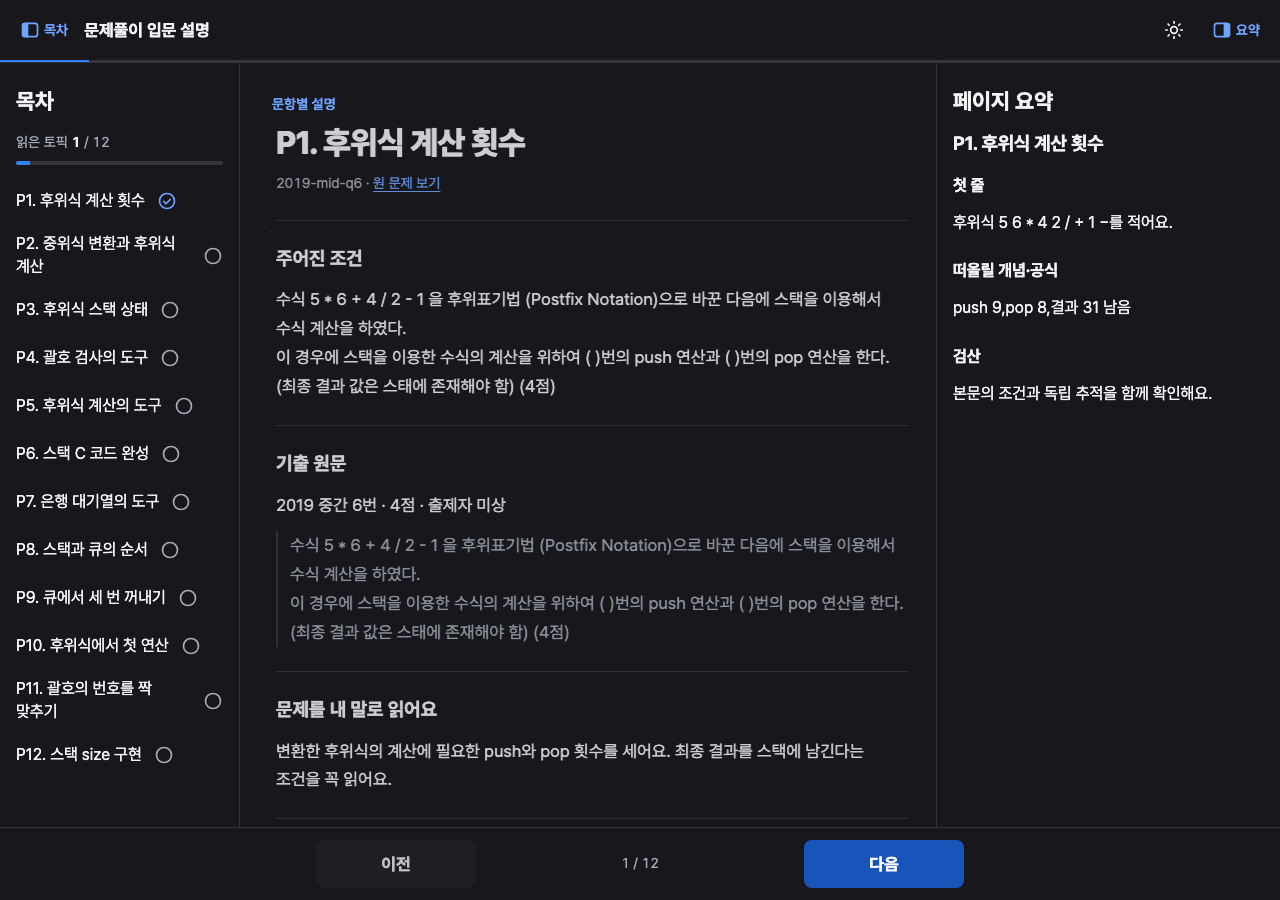 목차
문제풀이 입문 설명
요약
목차
읽은 토픽 1 / 12
P1. 후위식 계산 횟수
P2. 중위식 변환과 후위식
계산
P3. 후위식 스택 상태
P4. 괄호 검사의 도구
P5. 후위식 계산의 도구
P6. 스택 C 코드 완성
P7. 은행 대기열의 도구
P8. 스택과 큐의 순서
P9. 큐에서 세 번 꺼내기
P10. 후위식에서 첫 연산
P11. 괄호의 번호를 짝
맞추기
P12. 스택 size 구현
문항별 설명
P1. 후위식 계산 횟수
2019-mid-q6 · 원 문제 보기
주어진 조건
수식 5 * 6 + 4 / 2 - 1 을 후위표기법 (Postfix Notation)으로 바꾼 다음에 스택을 이용해서
수식 계산을 하였다.
이 경우에 스택을 이용한 수식의 계산을 위하여 ( )번의 push 연산과 ( )번의 pop 연산을 한다.
(최종 결과 값은 스태에 존재해야 함) (4점)
기출 원문
2019 중간 6번 · 4점 · 출제자 미상
수식 5 * 6 + 4 / 2 - 1 을 후위표기법 (Postfix Notation)으로 바꾼 다음에 스택을 이용해서
수식 계산을 하였다.
이 경우에 스택을 이용한 수식의 계산을 위하여 ( )번의 push 연산과 ( )번의 pop 연산을 한다.
(최종 결과 값은 스태에 존재해야 함) (4점)
문제를 내 말로 읽어요
변환한 후위식의 계산에 필요한 push와 pop 횟수를 세어요. 최종 결과를 스택에 남긴다는
조건을 꼭 읽어요.
페이지 요약
P1. 후위식 계산 횟수
첫 줄
후위식 5 6 * 4 2 / + 1 −를 적어요.
떠올릴 개념·공식
push 9,pop 8,결과 31 남음
검산
본문의 조건과 독립 추적을 함께 확인해요.
이전
1 / 12
다음